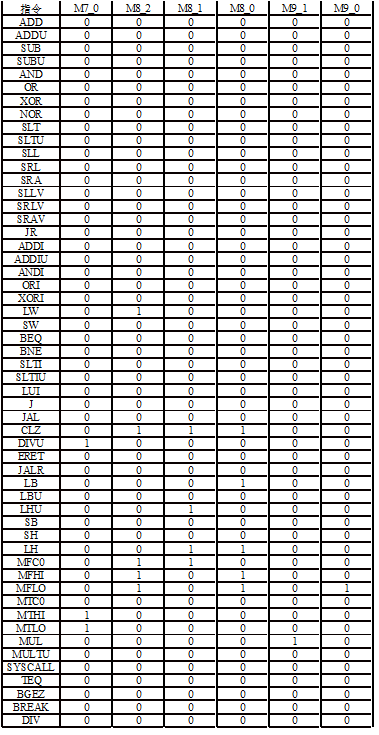 指令 M7_0 M8_2 M8_1 M8_0 M9_1 M9_0
ADD 0 0 0 0 0 0
ADDU 0 0 0 0 0 0
SUB 0 0 0 0 0 0
SUBU 0 0 0 0 0 0
AND 0 0 0 0 0 0
OR 0 0 0 0 0 0
XOR 0 0 0 0 0 0
NOR 0 0 0 0 0 0
SLT 0 0 0 0 0 0
SLTU 0 0 0 0 0 0
SLL 0 0 0 0 0 0
SRL 0 0 0 0 0 0
SRA 0 0 0 0 0 0
SLLV 0 0 0 0 0 0
SRLV 0 0 0 0 0 0
SRAV 0 0 0 0 0 0
JR 0 0 0 0 0 0
ADDI 0 0 0 0 0 0
ADDIU 0 0 0 0 0 0
ANDI 0 0 0 0 0 0
ORI 0 0 0 0 0 0
XORI 0 0 0 0 0 0
LW 0 1 0 0 0 0
SW 0 0 0 0 0 0
BEQ 0 0 0 0 0 0
BNE 0 0 0 0 0 0
SLTI 0 0 0 0 0 0
SLTIU 0 0 0 0 0 0
LUI 0 0 0 0 0 0
J 0 0 0 0 0 0
JAL 0 0 0 0 0 0
CLZ 0 1 1 1 0 0
DIVU 1 0 0 0 0 0
ERET 0 0 0 0 0 0
JALR 0 0 0 0 0 0
LB 0 0 0 1 0 0
LBU 0 0 0 0 0 0
LHU 0 0 1 0 0 0
SB 0 0 0 0 0 0
SH 0 0 0 0 0 0
LH 0 0 1 1 0 0
MFC0 0 1 1 0 0 0
MFHI 0 1 0 1 0 0
MFLO 0 1 0 1 0 1
MTC0 0 0 0 0 0 0
MTHI 1 0 0 0 0 0
MTLO 1 0 0 0 0 0
MUL 0 0 0 0 1 0
MULTU 0 0 0 0 0 0
SYSCALL 0 0 0 0 0 0
TEQ 0 0 0 0 0 0
BGEZ 0 0 0 0 0 0
BREAK 0 0 0 0 0 0
DIV 0 0 0 0 0 0